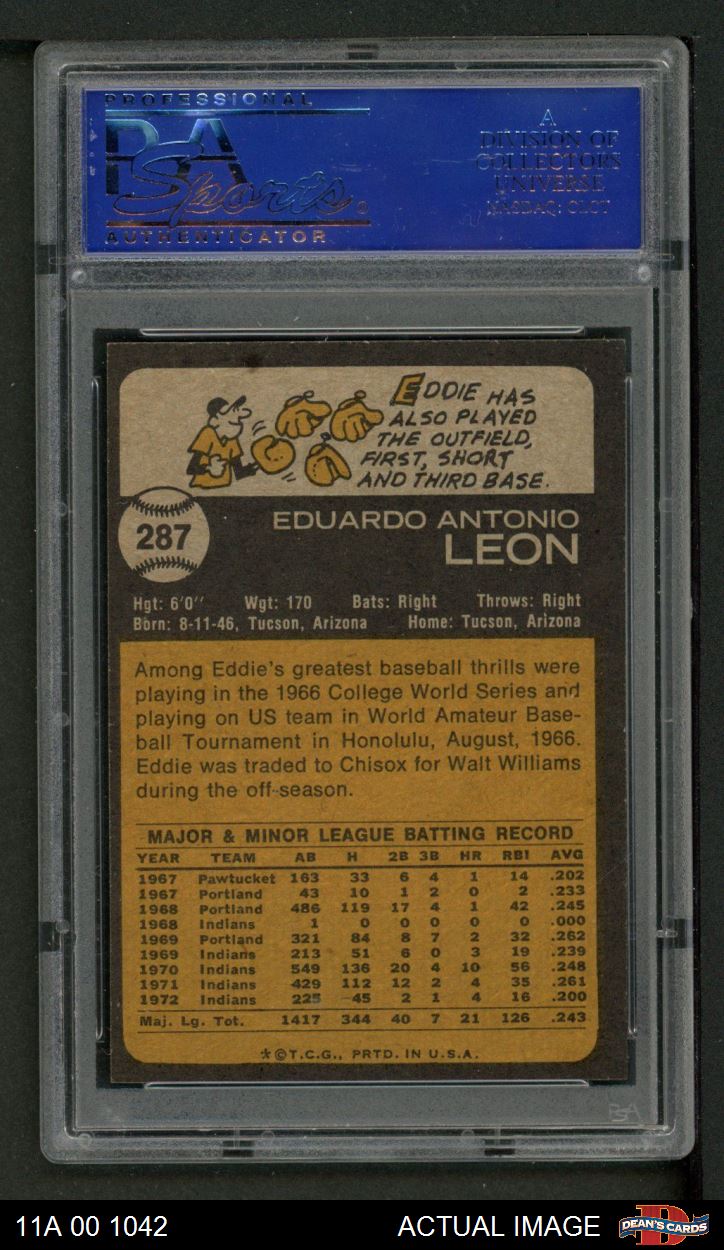 PROFESSIONAL
PSA
Sports
AUTHENTICATOR
A
DIVISION OF
COLLECTORS
UNIVERSE
NASDAQ: CLCT
EDDIE HAS
ALSO PLAYED
THE OUTFIELD,
FIRST, SHORT
AND THIRD BASE.
287
EDUARDO ANTONIO
LEON
Hgt: 6'0'' Wgt: 170 Bats: Right Throws: Right
Born: 8-11-46, Tucson, Arizona Home: Tucson, Arizona
Among Eddie's greatest baseball thrills were
playing in the 1966 College World Series and
playing on US team in World Amateur Base-
ball Tournament in Honolulu, August, 1966.
Eddie was traded to Chisox for Walt Williams
during the off-season.
MAJOR & MINOR LEAGUE BATTING RECORD
YEAR TEAM AB H 2B 3B HR RBI AVG
1967 Pawtucket 163 33 6 4 1 14 .202
1967 Portland 43 10 1 2 0 2 .233
1968 Portland 486 119 17 4 1 42 .245
1968 Indians 1 0 0 0 0 0 .000
1969 Portland 321 84 8 7 2 32 .262
1969 Indians 213 51 6 0 3 19 .239
1970 Indians 549 136 20 4 10 56 .248
1971 Indians 429 112 12 2 4 35 .261
1972 Indians 225 45 2 1 4 16 .200
Maj. Lg. Tot. 1417 344 40 7 21 126 .243
*©T.C.G., PRTD. IN U.S.A.
PSA
11A 00 1042 ACTUAL IMAGE DEAN'S CARDS